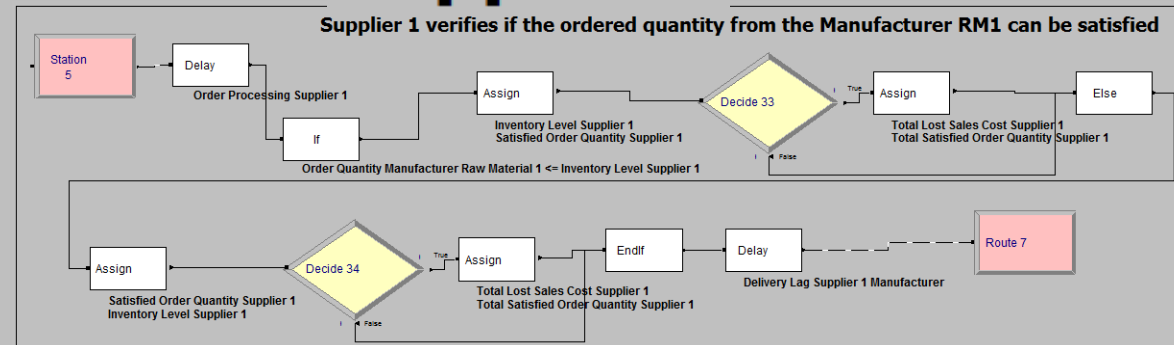 Supplier 1 verifies if the ordered quantity from the Manufacturer RM1 can be satisfied
Station
5
Delay
Order Processing Supplier 1
If
Order Quantity Manufacturer Raw Material 1 <= Inventory Level Supplier 1
Assign
Inventory Level Supplier 1
Satisfied Order Quantity Supplier 1
Decide 33
True
False
Assign
Total Lost Sales Cost Supplier 1
Total Satisfied Order Quantity Supplier 1
Else
Assign
Satisfied Order Quantity Supplier 1
Inventory Level Supplier 1
Decide 34
True
False
Assign
Total Lost Sales Cost Supplier 1
Total Satisfied Order Quantity Supplier 1
EndIf
Delay
Delivery Lag Supplier 1 Manufacturer
Route 7